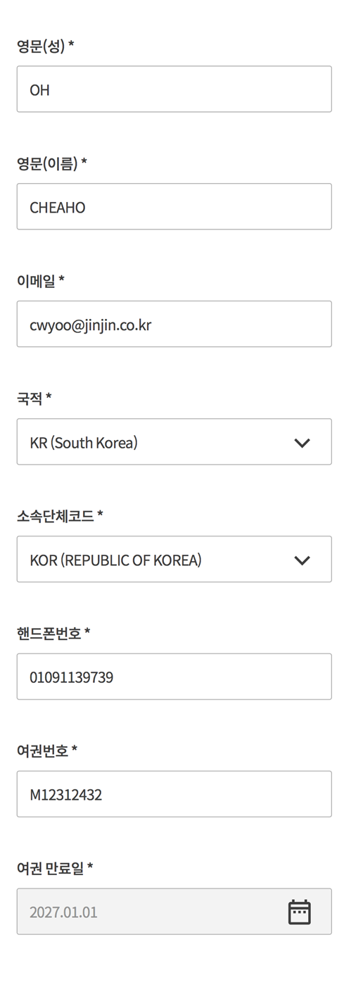 영문(성) *
OH
영문(이름) *
CHEAHO
이메일 *
cwyoo@jinjin.co.kr
국적 *
KR (South Korea)
소속단체코드 *
KOR (REPUBLIC OF KOREA)
핸드폰번호 *
01091139739
여권번호 *
M12312432
여권 만료일 *
2027.01.01